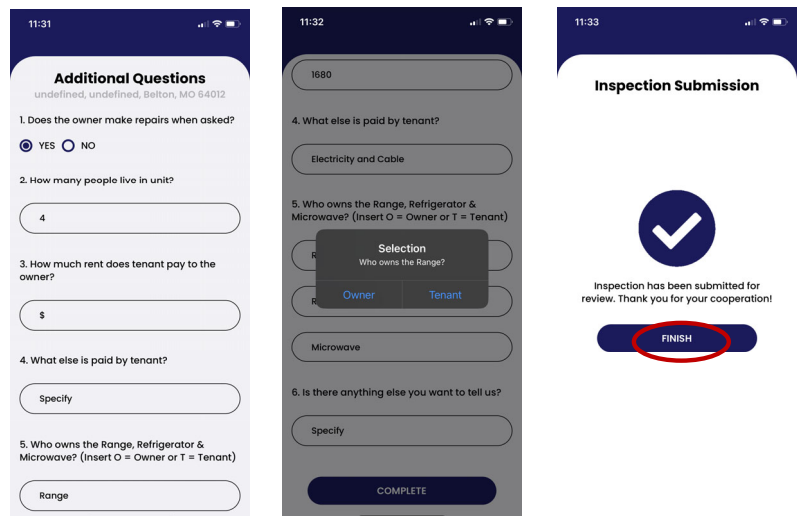 11:31
Additional Questions
undefined, undefined, Belton, MO 64012
1. Does the owner make repairs when asked?
YES NO
2. How many people live in unit?
4
3. How much rent does tenant pay to the
owner?
$
4. What else is paid by tenant?
Specify
5. Who owns the Range, Refrigerator &
Microwave? (Insert O = Owner or T = Tenant)
Range
11:32
1680
4. What else is paid by tenant?
Electricity and Cable
5. Who owns the Range, Refrigerator &
Microwave? (Insert O = Owner or T = Tenant)
R
Selection
Who owns the Range?
R
Owner Tenant
Microwave
6. Is there anything else you want to tell us?
Specify
COMPLETE
11:33
Inspection Submission
Inspection has been submitted for
review. Thank you for your cooperation!
FINISH